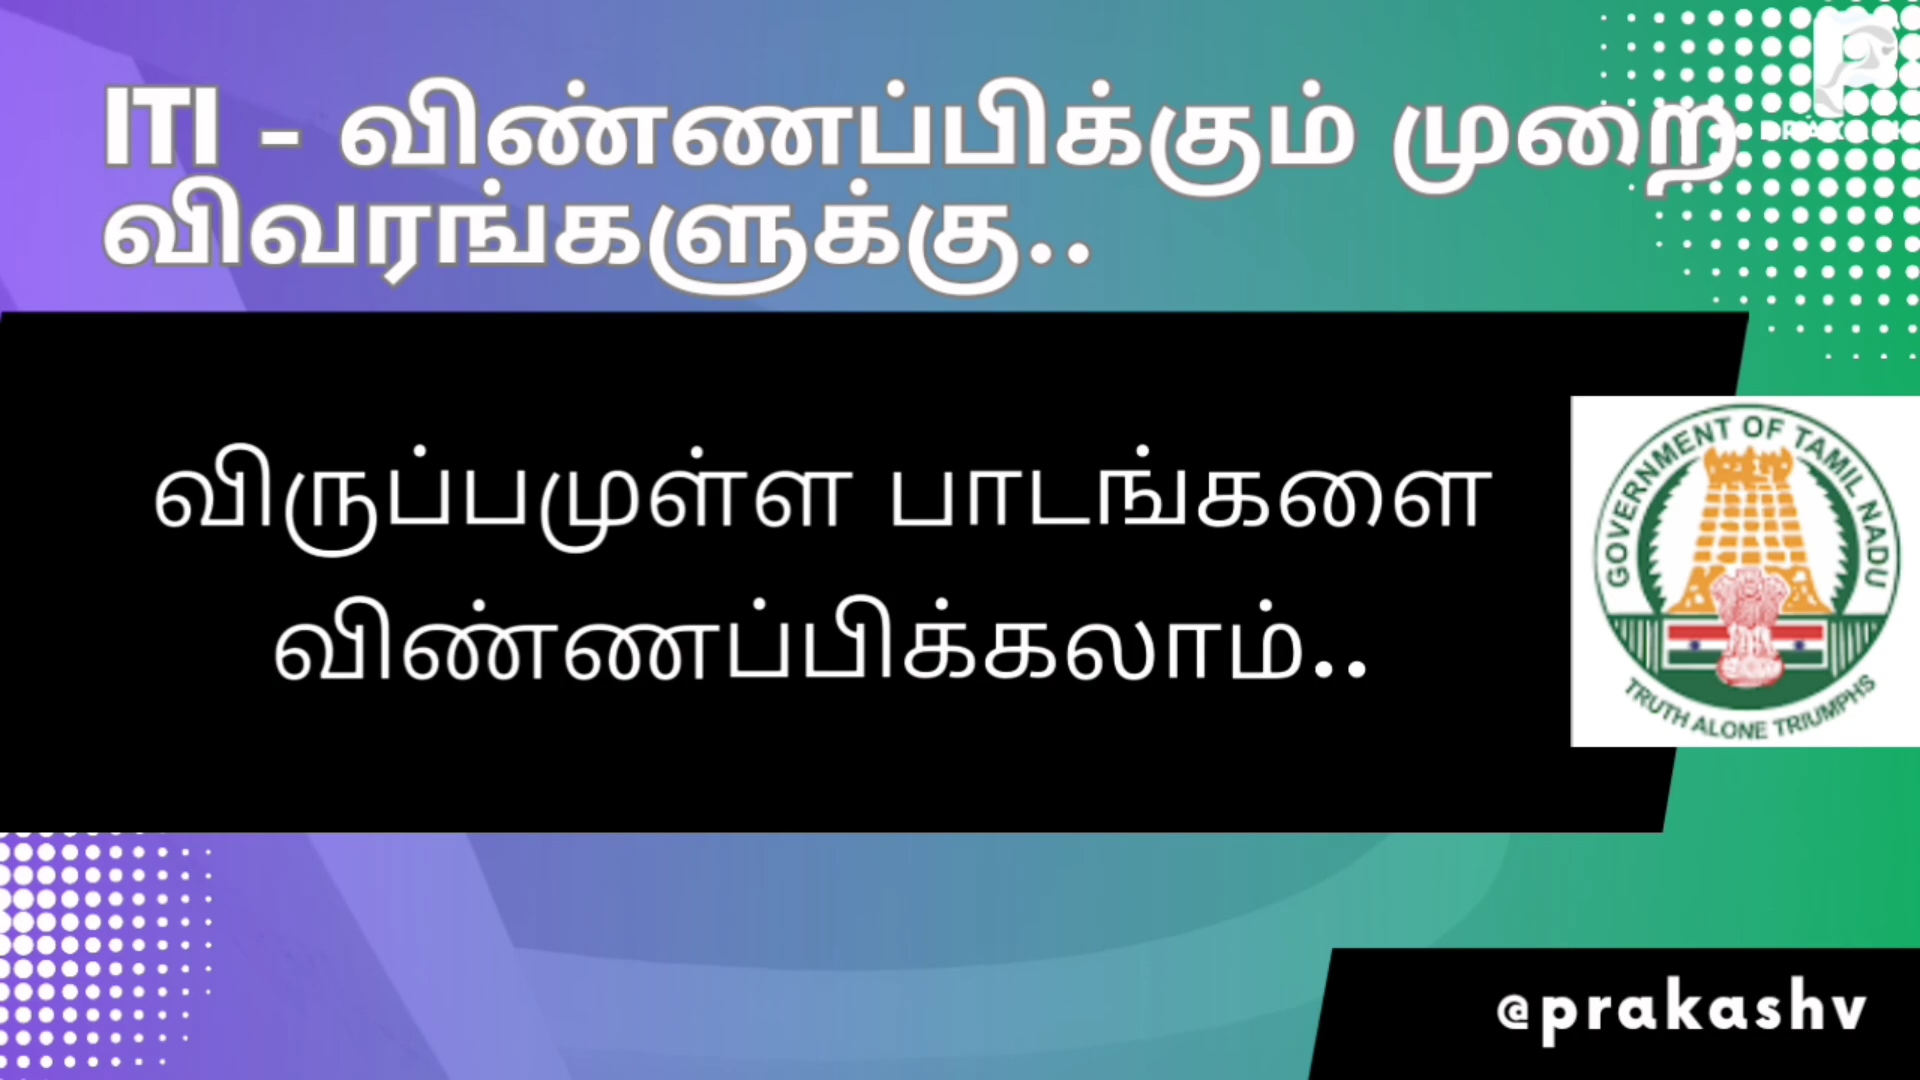 ITI - விண்ணப்பிக்கும் முறை
விவரங்களுக்கு..
விருப்பமுள்ள பாடங்களை
விண்ணப்பிக்கலாம்..
GOVERNMENT OF TAMIL NADU
TRUTH ALONE TRIUMPHS
@prakashv